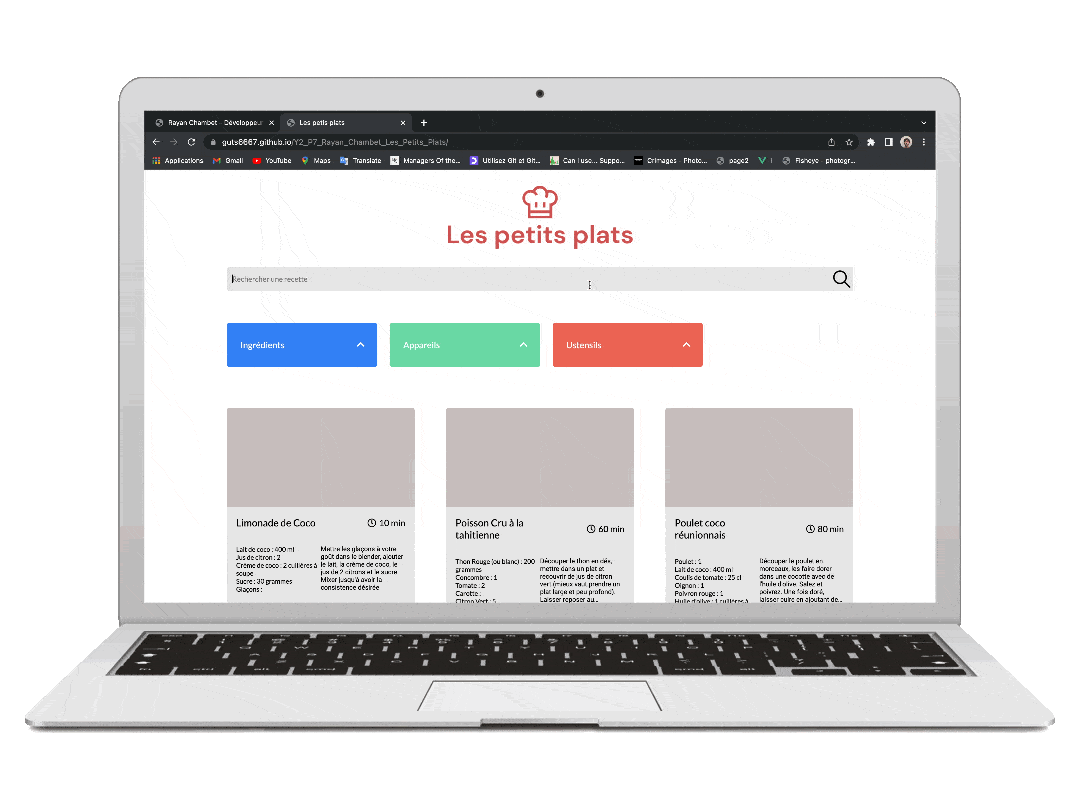 Rayan Chambet - Développeur
Les petis plats
guts6667.github.io/Y2_P7_Rayan_Chambet_Les_Petits_Plats/
Applications
Gmail
YouTube
Maps
Translate
Managers Of the...
Utilisez Git et Git...
Can I use... Suppo...
Crimages - Photo...
page2
Fisheye - photogr...
Les petits plats
Rechercher une recette
Ingrédients
Appareils
Ustensils
Limonade de Coco
10 min
Lait de coco : 400 ml
Jus de citron : 2
Crème de coco : 2 cuillères à
soupe
Sucre : 30 grammes
Glaçons :
Mettre les glaçons à votre
goût dans le blender, ajouter
le lait, la crème de coco, le
jus de 2 citrons et le sucre.
Mixer jusqu'à avoir la
consistence désirée
Poisson Cru à la
tahitienne
60 min
Thon Rouge (ou blanc) : 200
grammes
Concombre : 1
Tomate : 2
Carotte :
Citron Vert : 5
Découper le thon en dés,
mettre dans un plat et
recouvrir de jus de citron
vert (mieux vaut prendre un
plat large et peu profond).
Laisser reposer au...
Poulet coco
réunionnais
80 min
Poulet : 1
Lait de coco : 400 ml
Coulis de tomate : 25 cl
Oignon : 1
Poivron rouge : 1
Huile d'olive : 1 cuillères à
Découper le poulet en
morceaux, les faire dorer
dans une cocotte avec de
l'huile d'olive. Salez et
poivrez. Une fois doré,
laisser cuire en ajoutant de...